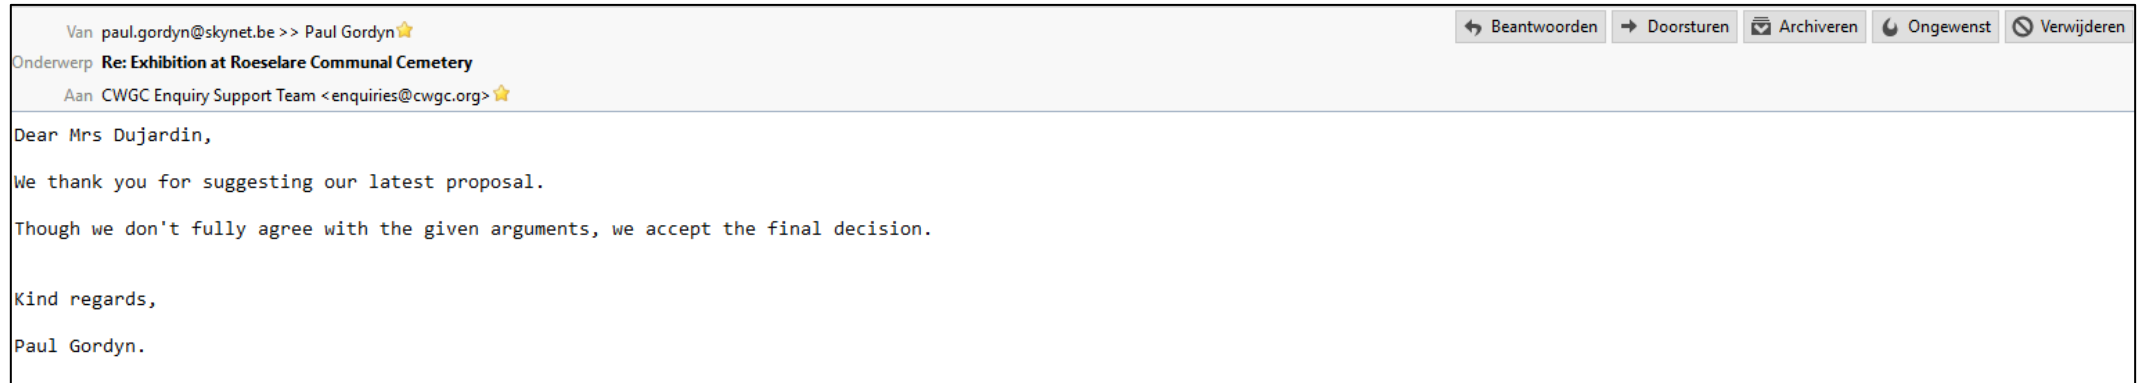 Van paul.gordyn@skynet.be >> Paul Gordyn Beantwoorden Doorsturen Archiveren Ongewenst Verwijderen
Onderwerp Re: Exhibition at Roeselare Communal Cemetery
Aan CWGC Enquiry Support Team <enquiries@cwgc.org>
Dear Mrs Dujardin,
We thank you for suggesting our latest proposal.
Though we don't fully agree with the given arguments, we accept the final decision.
Kind regards,
Paul Gordyn.